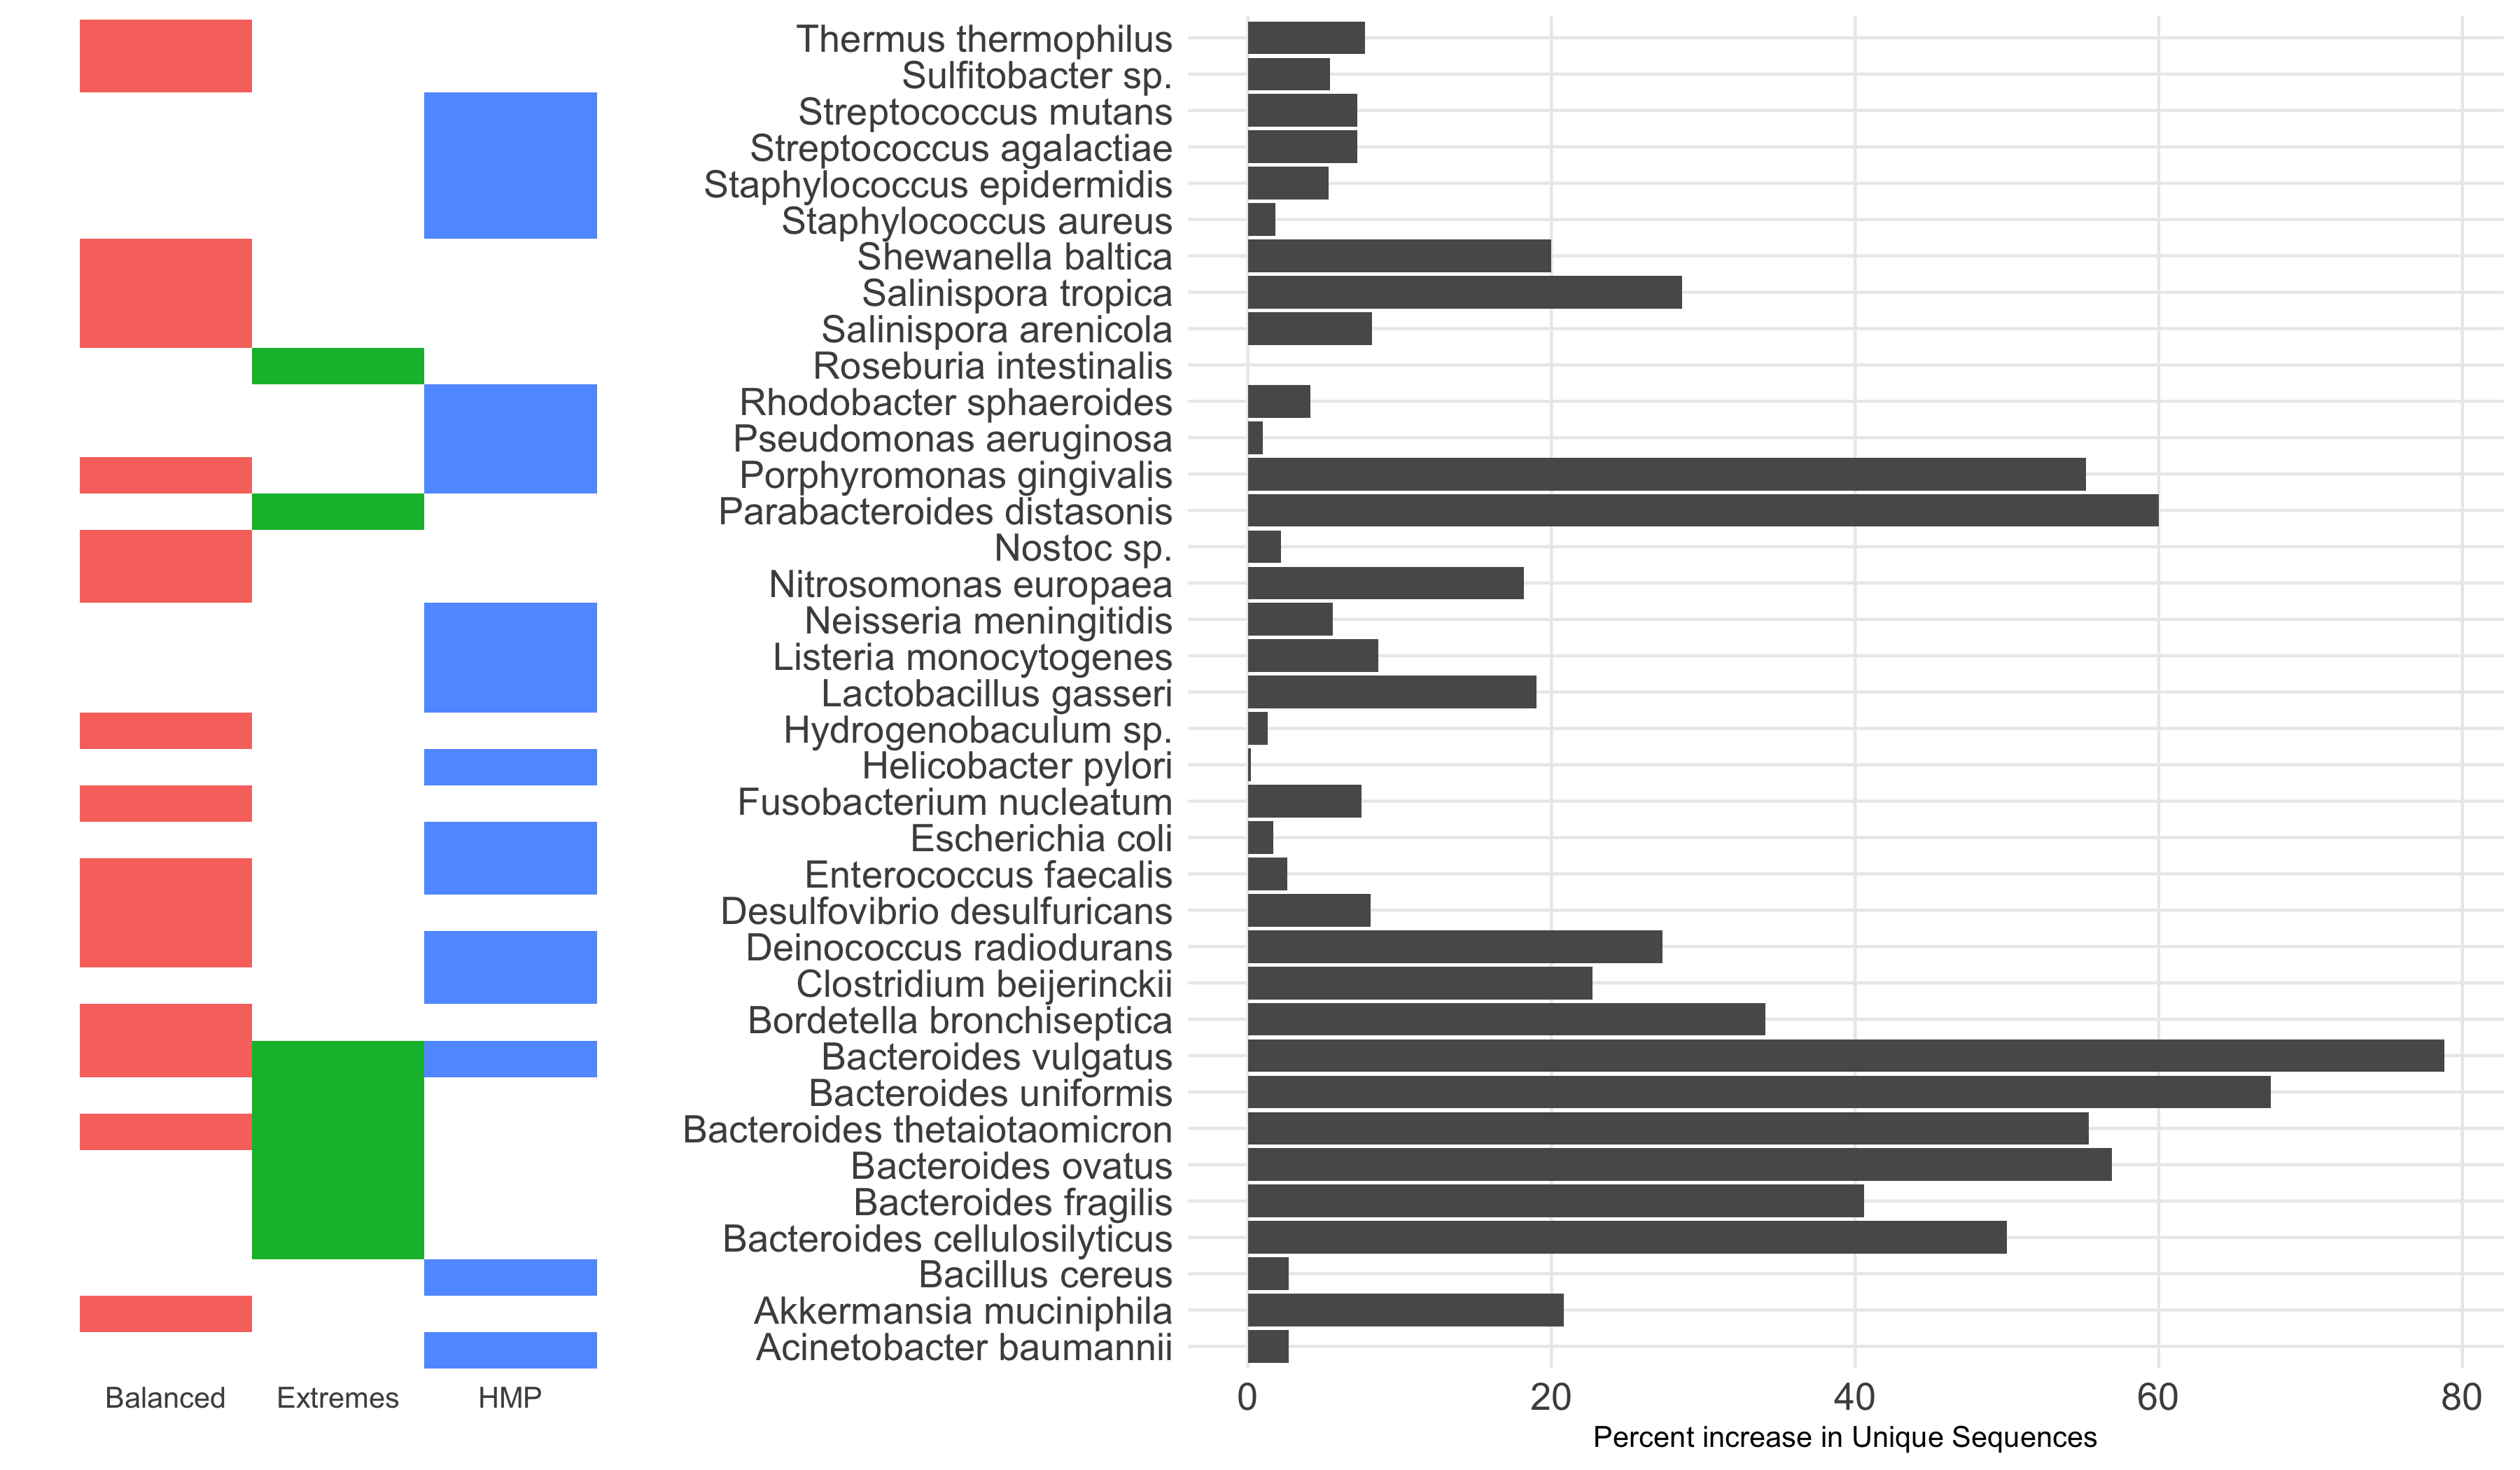 Thermus thermophilus
Sulfitobacter sp.
Streptococcus mutans
Streptococcus agalactiae
Staphylococcus epidermidis
Staphylococcus aureus
Shewanella baltica
Salinispora tropica
Salinispora arenicola
Roseburia intestinalis
Rhodobacter sphaeroides
Pseudomonas aeruginosa
Porphyromonas gingivalis
Parabacteroides distasonis
Nostoc sp.
Nitrosomonas europaea
Neisseria meningitidis
Listeria monocytogenes
Lactobacillus gasseri
Hydrogenobaculum sp.
Helicobacter pylori
Fusobacterium nucleatum
Escherichia coli
Enterococcus faecalis
Desulfovibrio desulfuricans
Deinococcus radiodurans
Clostridium beijerinckii
Bordetella bronchiseptica
Bacteroides vulgatus
Bacteroides uniformis
Bacteroides thetaiotaomicron
Bacteroides ovatus
Bacteroides fragilis
Bacteroides cellulosilyticus
Bacillus cereus
Akkermansia muciniphila
Acinetobacter baumannii
Balanced Extremes HMP
0 20 40 60 80
Percent increase in Unique Sequences